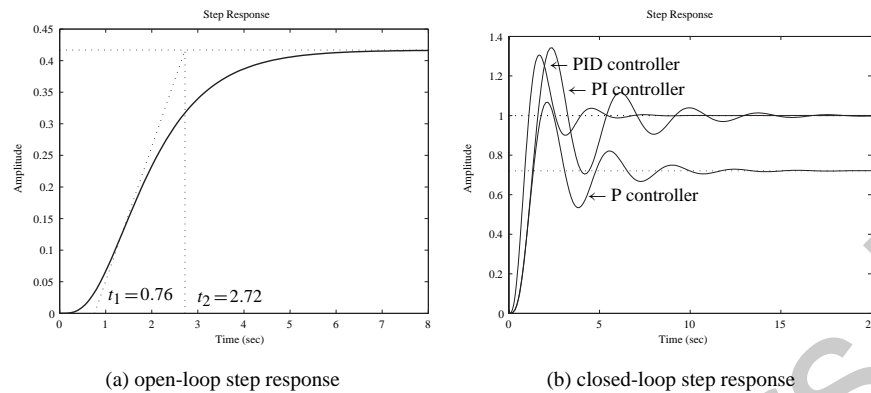 Step Response
0.45
0.4
0.35
0.3
0.25
0.2
0.15
0.1
0.05
0
Amplitude
t1=0.76
t2=2.72
0 1 2 3 4 5 6 7 8
Time (sec)
(a) open-loop step response
Step Response
1.4
1.2
1
0.8
0.6
0.4
0.2
0
Amplitude
← PID controller
← PI controller
← P controller
0 5 10 15 20
Time (sec)
(b) closed-loop step response